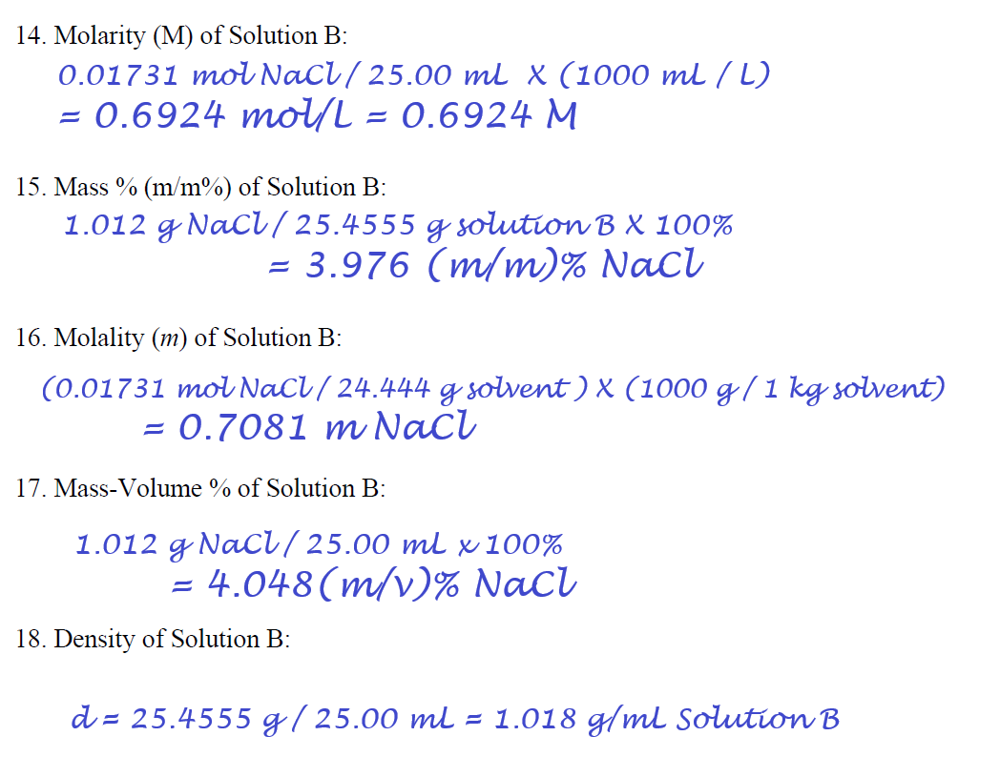 14. Molarity (M) of Solution B:
0.01731 mol NaCl / 25.00 mL X (1000 mL / L)
= 0.6924 mol/L = 0.6924 M
15. Mass % (m/m%) of Solution B:
1.012 g NaCl / 25.4555 g solution B X 100%
= 3.976 (m/m)% NaCl
16. Molality (m) of Solution B:
(0.01731 mol NaCl / 24.444 g solvent ) X (1000 g / 1 kg solvent)
= 0.7081 m NaCl
17. Mass-Volume % of Solution B:
1.012 g NaCl / 25.00 mL x 100%
= 4.048(m/v)% NaCl
18. Density of Solution B:
d = 25.4555 g / 25.00 mL = 1.018 g/mL Solution B